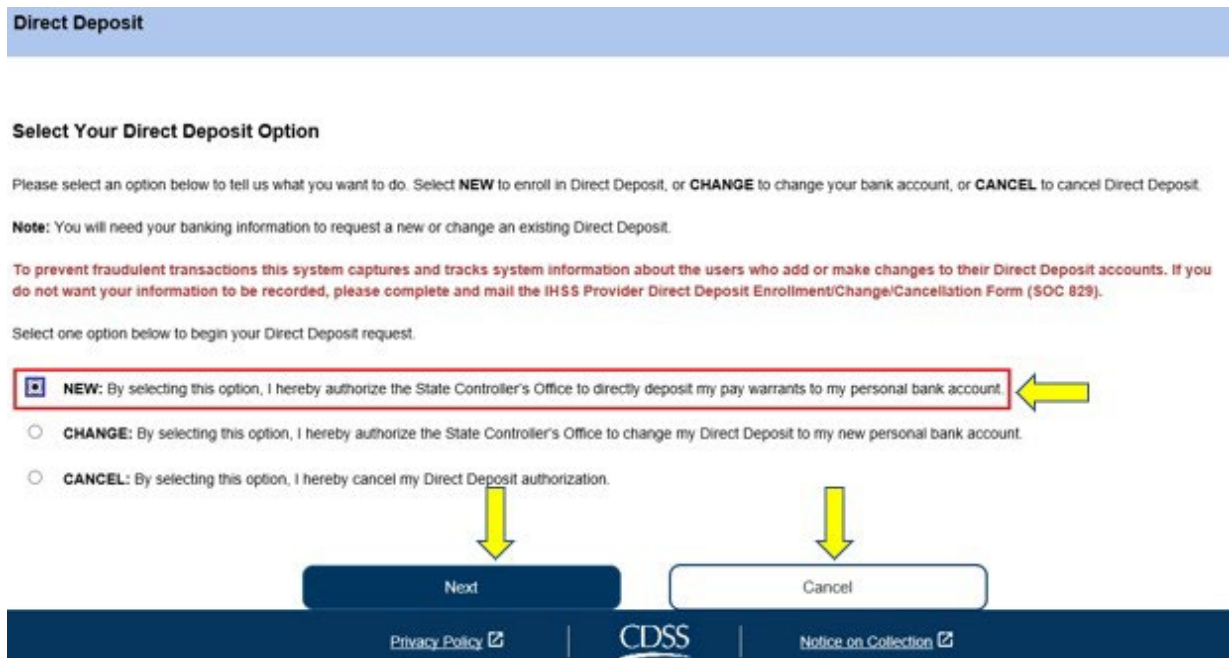 Direct Deposit
Select Your Direct Deposit Option
Please select an option below to tell us what you want to do. Select NEW to enroll in Direct Deposit, or CHANGE to change your bank account, or CANCEL to cancel Direct Deposit.
Note: You will need your banking information to request a new or change an existing Direct Deposit.
To prevent fraudulent transactions this system captures and tracks system information about the users who add or make changes to their Direct Deposit accounts. If you
do not want your information to be recorded, please complete and mail the IHSS Provider Direct Deposit Enrollment/Change/Cancellation Form (SOC 829).
Select one option below to begin your Direct Deposit request.
NEW: By selecting this option, I hereby authorize the State Controller's Office to directly deposit my pay warrants to my personal bank account.
CHANGE: By selecting this option, I hereby authorize the State Controller's Office to change my Direct Deposit to my new personal bank account.
CANCEL: By selecting this option, I hereby cancel my Direct Deposit authorization.
Next Cancel
Privacy Policy CDSS Notice on Collection